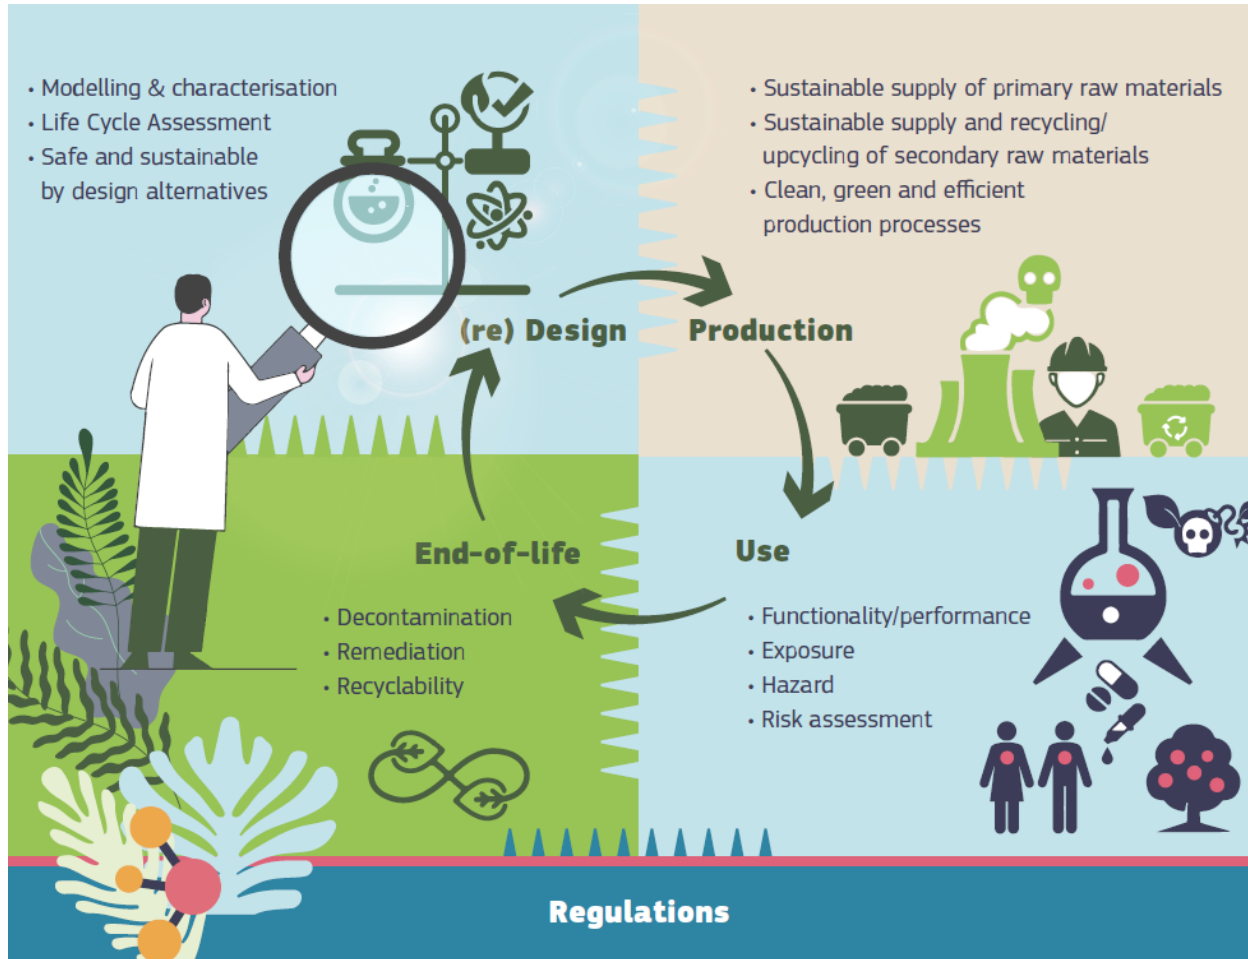 • Modelling & characterisation
• Life Cycle Assessment
• Safe and sustainable
by design alternatives
• Sustainable supply of primary raw materials
• Sustainable supply and recycling/
upcycling of secondary raw materials
• Clean, green and efficient
production processes
(re) Design
Production
End-of-life
• Decontamination
• Remediation
• Recyclability
Use
• Functionality/performance
• Exposure
• Hazard
• Risk assessment
Regulations